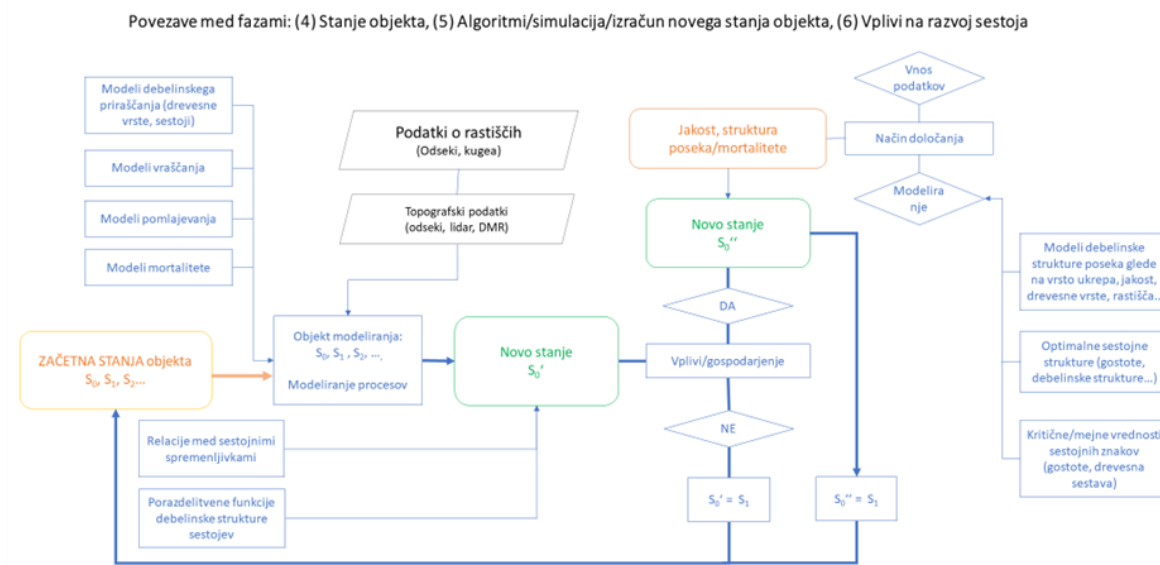 Povezave med fazami: (4) Stanje objekta, (5) Algoritmi/simulacija/izračun novega stanja objekta, (6) Vplivi na razvoj sestoja
Modeli debelinskega
priraščanja (drevesne
vrste, sestoji)
Modeli vraščanja
Modeli pomlajevanja
Modeli mortalitete
Podatki o rastiščih
(Odseki, kugea)
Topografski podatki
(odseki, lidar, DMR)
ZAČETNA STANJA objekta
S₀, S₁, S₂...
Objekt modeliranja:
S₀, S₁ , S₂, ...,
Modeliranje procesov
Novo stanje
S₀‘
Relacije med sestojnimi
spremenljivkami
Porazdelitvene funkcije
debelinske strukture
sestojev
Jakost, struktura
poseka/mortalitete
Novo stanje
S₀‘‘
DA
Vplivi/gospodarjenje
NE
S₀‘ = S₁
S₀‘‘ = S₁
Vnos
podatkov
Način določanja
Modelira
nje
Modeli debelinske
strukture poseka glede
na vrsto ukrepa, jakost,
drevesne vrste, rastišča...
Optimalne sestojne
strukture (gostote,
debelinske strukture...)
Kritične/mejne vrednosti
sestojnih znakov
(gostote, drevesna
sestava)